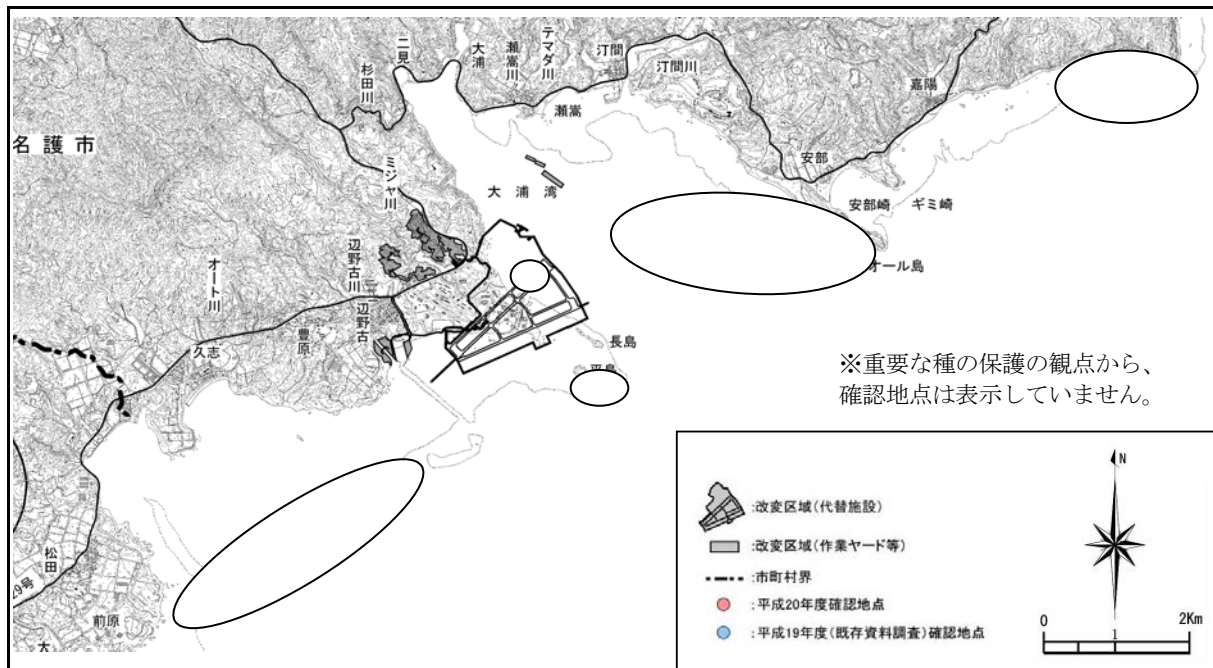 二見
大浦
瀬嵩川
テマダ川
汀間
杉田川
汀間川
嘉陽
瀬嵩
名護市
安部
ミジャ川
大浦湾
安部崎
ギミ崎
オール島
辺野古川
オート川
辺野古
豊原
久志
長島
平島
※重要な種の保護の観点から、
確認地点は表示していません。
N
:改変区域(代替施設)
:改変区域(作業ヤード等)
:市町村界
:平成20年度確認地点
:平成19年度(既存資料調査)確認地点
0 1 2Km
松田
29号
前原
大